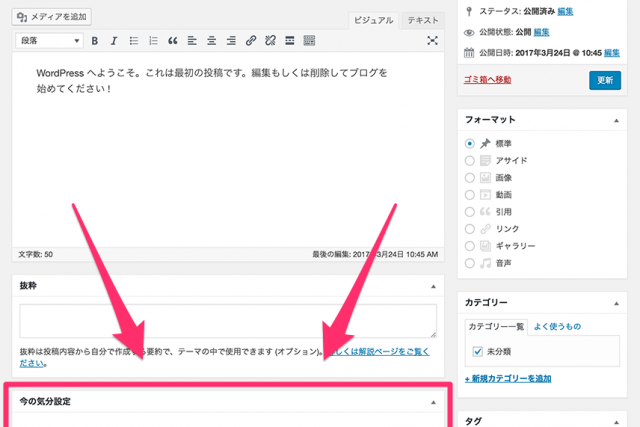 メディアを追加
ビジュアル
テキスト
段落
B
I
WordPress へようこそ。これは最初の投稿です。編集もしくは削除してブログを
始めてください！
文字数: 50
最後の編集: 2017年3月24日 @ 10:45 AM
抜粋
抜粋は投稿内容から自分で作成する要約で、テーマの中で使用できます (オプション)。詳しくは解説ページをご覧く
ださい。
今の気分設定
ステータス: 公開済み 編集
公開状態: 公開 編集
公開日時: 2017年3月24日 @ 10:45 編集
ゴミ箱へ移動
更新
フォーマット
標準
アサイド
画像
動画
引用
リンク
ギャラリー
音声
カテゴリー
カテゴリー一覧
よく使うもの
未分類
+ 新規カテゴリーを追加
タグ